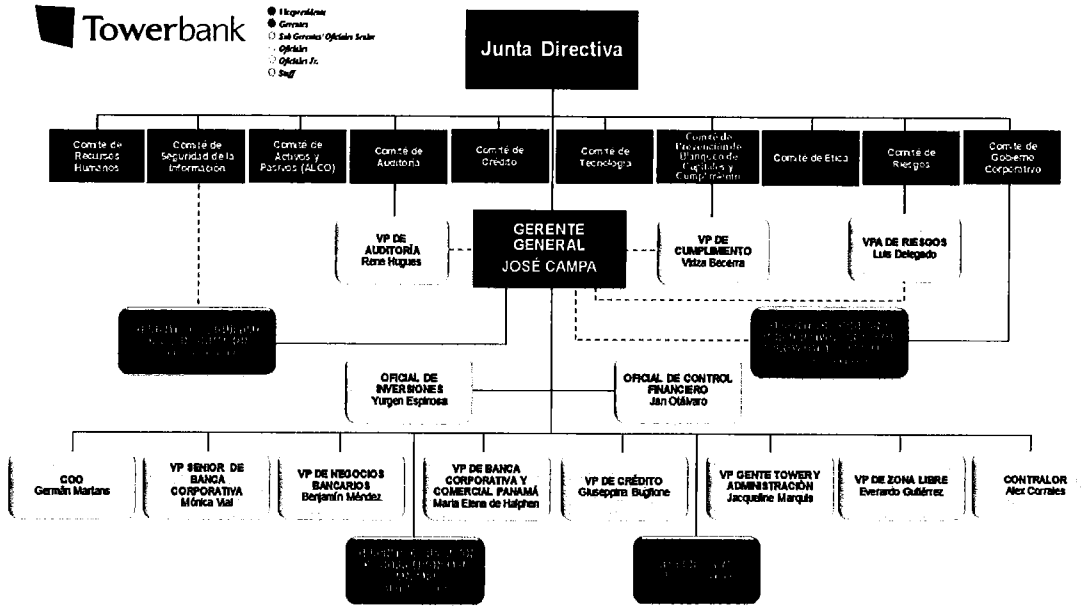 Towerbank
Vicepresidente
Gerentes
Sub Gerentes/ Oficiales Senior
Oficiales
Oficiales Jr.
Staff
Junta Directiva
Comité de
Recursos
Humanos
Comité de
Seguridad de la
Información
Comité de
Activos y
Pasivos (ALCO)
Comité de
Auditoria
Comité de
Crédito
Comité de
Tecnología
Comité de
Prevención de
Blanqueo de
Capitales y
Cumplimiento
Comité de Etica
Comité de
Riesgos
Comite de
Gobierno
Corporativo
VP DE
AUDITORÍA
Rene Hugues
GERENTE
GENERAL
JOSÉ CAMPA
VP DE
CUMPLIMIENTO
Vidza Becerra
VPA DE RIESGOS
Luis Delegado
OFICIAL DE
INVERSIONES
Yurgen Espinosa
OFICIAL DE CONTROL
FINANCIERO
Jan Otálvaro
COO
Germán Martans
VP SENIOR DE
BANCA
CORPORATIVA
Mónica Vial
VP DE NEGOCIOS
BANCARIOS
Benjamín Méndez
VP DE BANCA
CORPORATIVA Y
COMERCIAL PANAMÁ
Maria Elena de Halphen
VP DE CRÉDITO
Giuseppina Buglione
VP GENTE TOWER Y
ADMINISTRACIÓN
Jacqueline Marquis
VP DE ZONA LIBRE
Everardo Gutiérrez
CONTRALOR
Alex Corrales